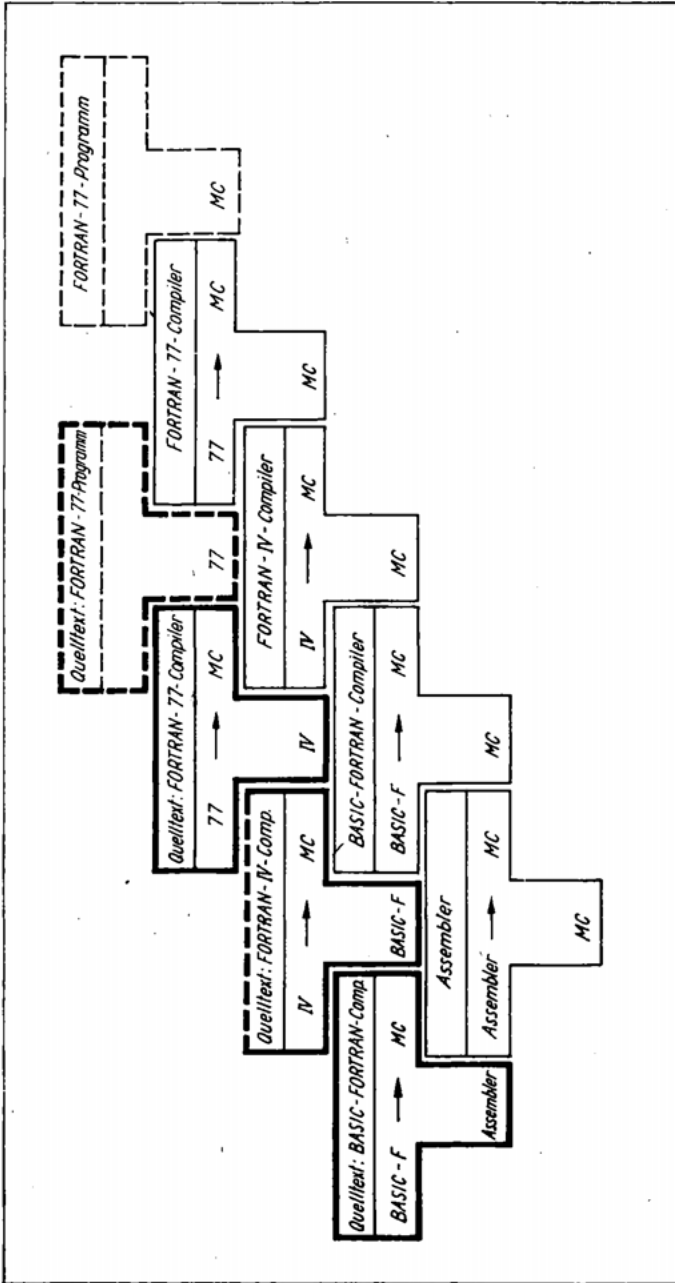 Quelltext: FORTRAN-77-Programm
77
FORTRAN-77-Programm
MC
Quelltext: FORTRAN-77-Compiler
77 → MC
IV
FORTRAN-77-Compiler
77 → MC
MC
Quelltext: FORTRAN-IV-Comp.
IV → MC
BASIC-F
FORTRAN-IV-Compiler
IV → MC
MC
Quelltext: BASIC-FORTRAN-Comp.
BASIC-F → MC
Assembler
BASIC-FORTRAN-Compiler
BASIC-F → MC
MC
Assembler
Assembler → MC
MC